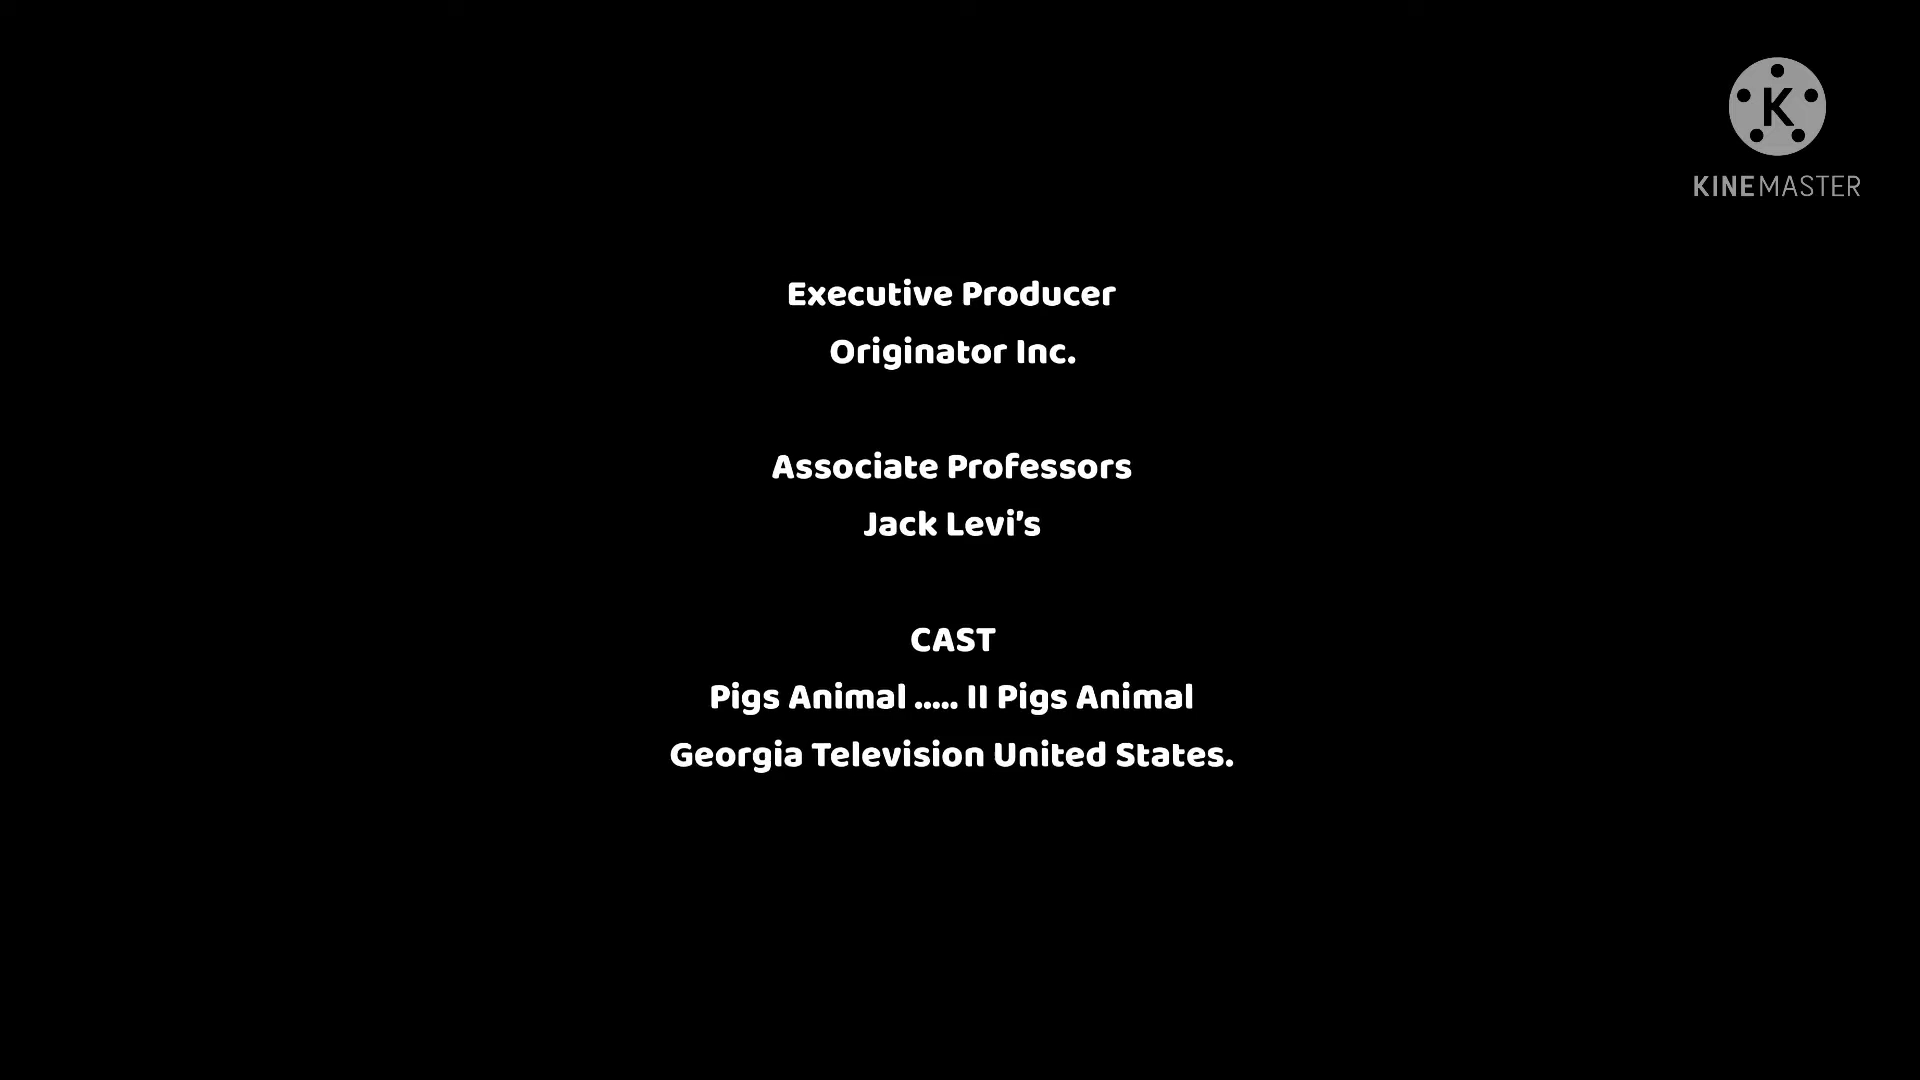 K
KINEMASTER
Executive Producer
Originator Inc.
Associate Professors
Jack Levi's
CAST
Pigs Animal ..... II Pigs Animal
Georgia Television United States.